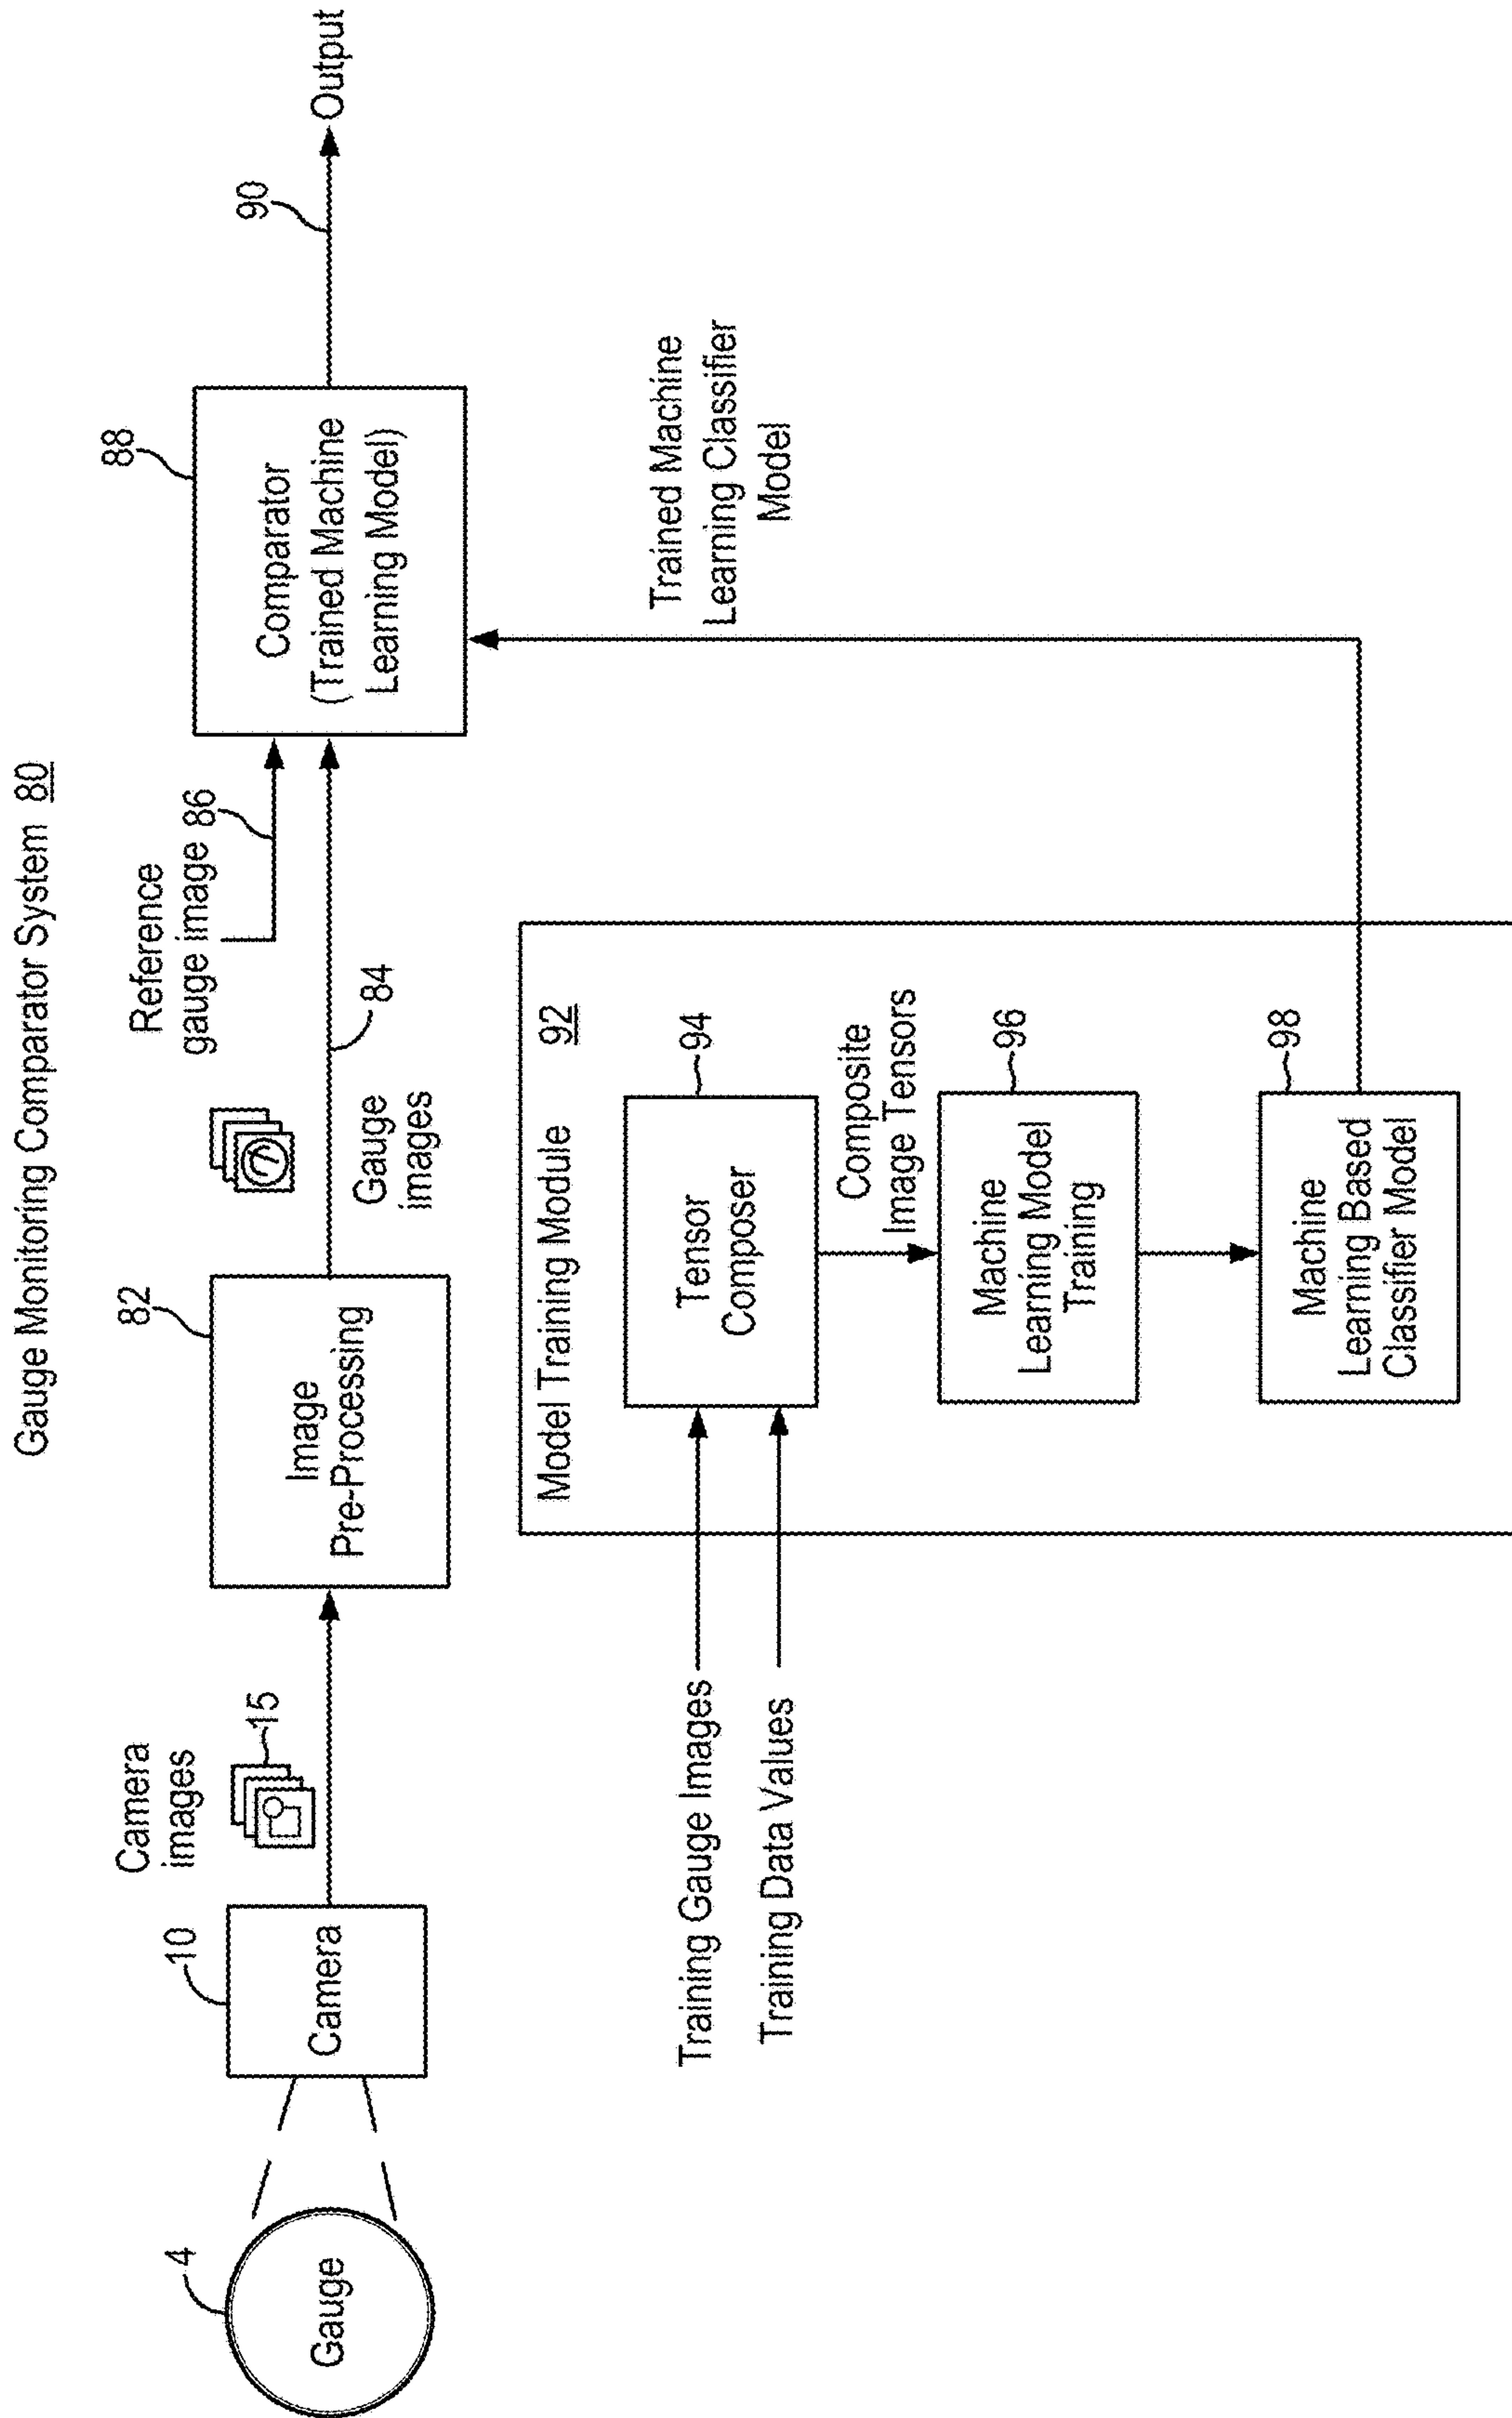 Gauge Monitoring Comparator System 80
4
Gauge
10
Camera
Camera
images
15
82
Image
Pre-Processing
Gauge
images
84
Reference
gauge image 86
88
Comparator
(Trained Machine
Learning Model)
90
Output
Trained Machine
Learning Classifier
Model
Training Gauge Images
Training Data Values
Model Training Module 92
94
Tensor
Composer
Composite
Image Tensors
96
Machine
Learning Model
Training
98
Machine
Learning Based
Classifier Model